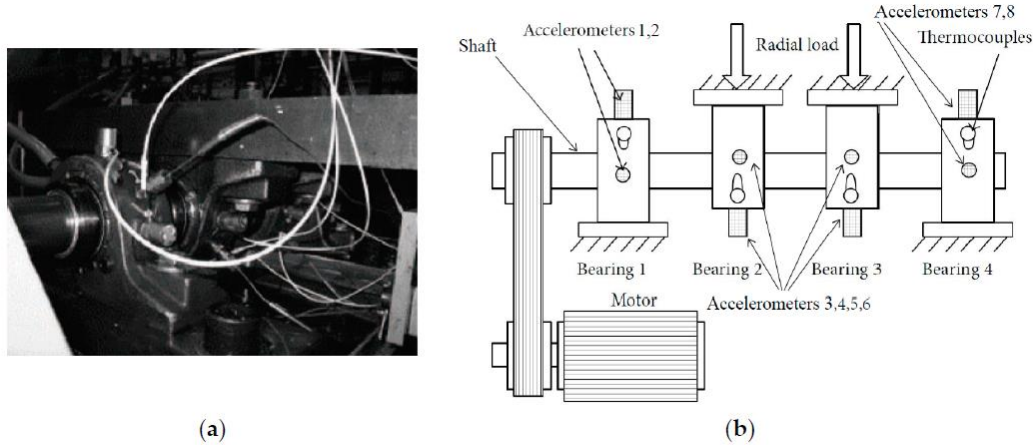 Accelerometers 7,8
Accelerometers 1,2
Thermocouples
Shaft
Radial load
Bearing 1
Bearing 2
Bearing 3
Bearing 4
Accelerometers 3,4,5,6
Motor
(a)
(b)